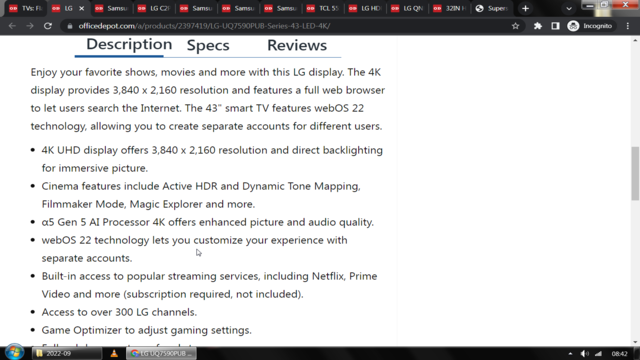 TVs: Fl
LG
Samsu
Samsu
LG C2
Samsu
Samsu
Samsu
TCL 55
LG HD
LG QN
32IN H
Super
officedepot.com/a/products/2397419/LG-UQ7590PUB-Series-43-LED-4K/
Incognito
Description Specs Reviews
Enjoy your favorite shows, movies and more with this LG display. The 4K
display provides 3,840 x 2,160 resolution and features a full web browser
to let users search the Internet. The 43" smart TV features webOS 22
technology, allowing you to create separate accounts for different users.
4K UHD display offers 3,840 x 2,160 resolution and direct backlighting
for immersive picture.
Cinema features include Active HDR and Dynamic Tone Mapping,
Filmmaker Mode, Magic Explorer and more.
α5 Gen 5 AI Processor 4K offers enhanced picture and audio quality.
webOS 22 technology lets you customize your experience with
separate accounts.
Built-in access to popular streaming services, including Netflix, Prime
Video and more (subscription required, not included).
Access to over 300 LG channels.
Game Optimizer to adjust gaming settings.
2022-09
LG UQ7590PUB ...
08:42